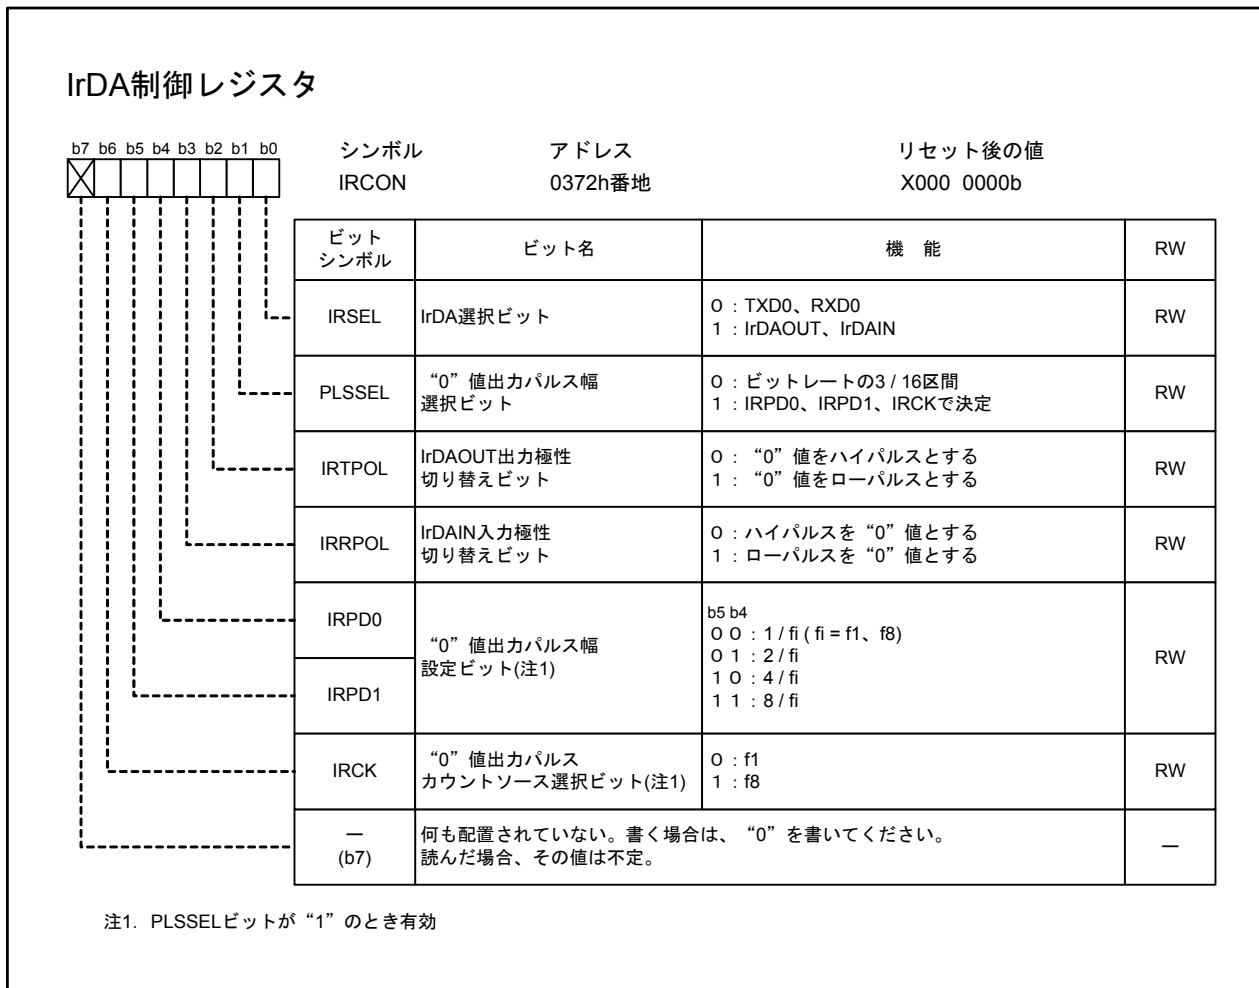 IrDA制御レジスタ
b7 b6 b5 b4 b3 b2 b1 b0
シンボル アドレス リセット後の値
IRCON 0372h番地 X000 0000b
ビット
シンボル
ビット名
機 能
RW
IRSEL
IrDA選択ビット
0 : TXD0、RXD0
1 : IrDAOUT、IrDAIN
RW
PLSSEL
“0”値出力パルス幅
選択ビット
0 : ビットレートの3 / 16区間
1 : IRPD0、IRPD1、IRCKで決定
RW
IRTPOL
IrDAOUT出力極性
切り替えビット
0 : “0”値をハイパルスとする
1 : “0”値をローパルスとする
RW
IRRPOL
IrDAIN入力極性
切り替えビット
0 : ハイパルスを“0”値とする
1 : ローパルスを“0”値とする
RW
IRPD0
IRPD1
“0”値出力パルス幅
設定ビット(注1)
b5 b4
0 0 : 1 / fi ( fi = f1、f8)
0 1 : 2 / fi
1 0 : 4 / fi
1 1 : 8 / fi
RW
IRCK
“0”値出力パルス
カウントソース選択ビット(注1)
0 : f1
1 : f8
RW
―
(b7)
何も配置されていない。書く場合は、“0”を書いてください。
読んだ場合、その値は不定。
―
注1. PLSSELビットが“1”のとき有効